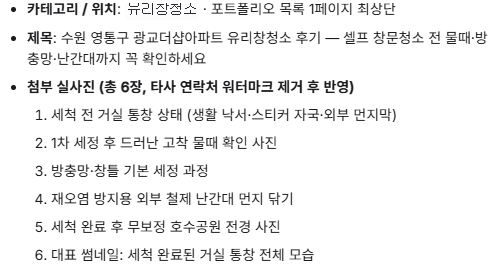 • 카테고리 / 위치: 유리창청소 · 포트폴리오 목록 1페이지 최상단
• 제목: 수원 영통구 광교더샵아파트 유리창청소 후기 — 셀프 창문청소 전 물때·방
충망·난간대까지 꼭 확인하세요
• 첨부 실사진 (총 6장, 타사 연락처 워터마크 제거 후 반영)
1. 세척 전 거실 통창 상태 (생활 낙서·스티커 자국·외부 먼지막)
2. 1차 세정 후 드러난 고착 물때 확인 사진
3. 방충망·창틀 기본 세정 과정
4. 재오염 방지용 외부 철제 난간대 먼지 닦기
5. 세척 완료 후 무보정 호수공원 전경 사진
6. 대표 썸네일: 세척 완료된 거실 통창 전체 모습